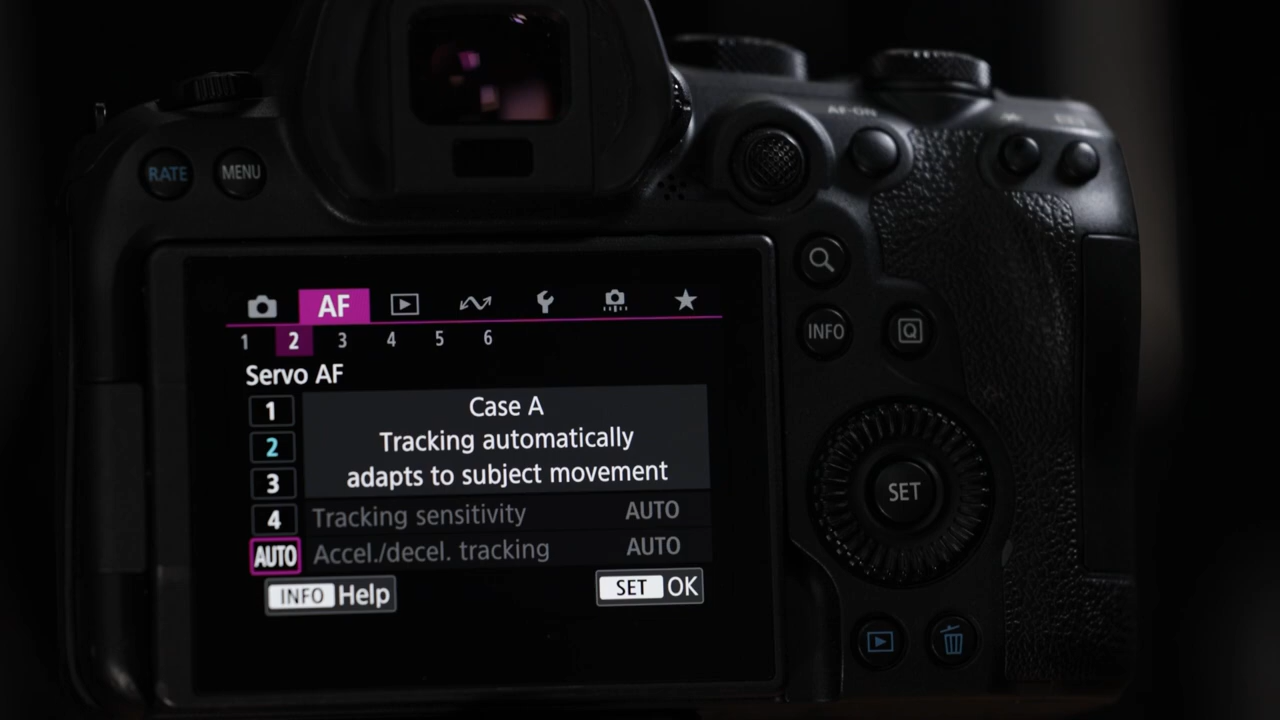 AF-ON
RATE
MENU
AF
1 2 3 4 5 6
INFO
Q
Servo AF
1
Case A
2
Tracking automatically
3
adapts to subject movement
4
Tracking sensitivity AUTO
AUTO
Accel./decel. tracking AUTO
SET
INFO Help
SET OK